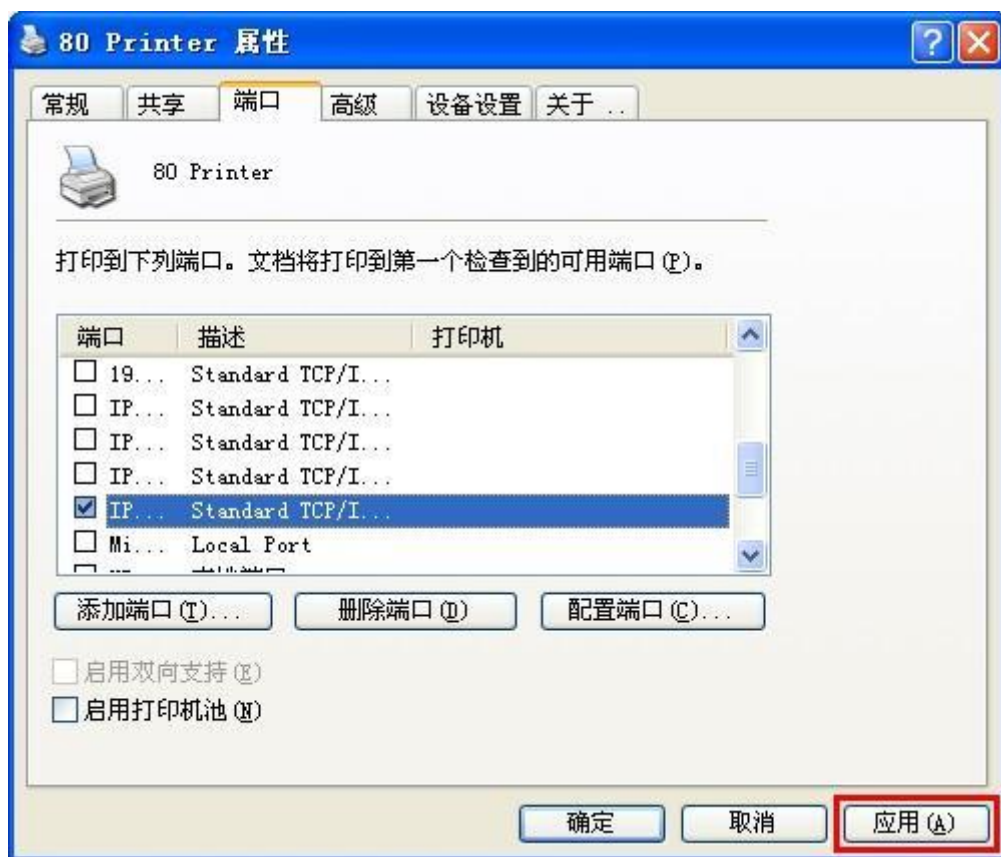 80 Printer 属性
常规 共享 端口 高级 设备设置 关于 ..
80 Printer
打印到下列端口。文档将打印到第一个检查到的可用端口(P)。
端口 描述 打印机
19... Standard TCP/I...
IP... Standard TCP/I...
IP... Standard TCP/I...
IP... Standard TCP/I...
IP... Standard TCP/I...
Mi... Local Port
添加端口(T)... 删除端口(D) 配置端口(C)...
启用双向支持(E)
启用打印机池(N)
确定 取消 应用(A)